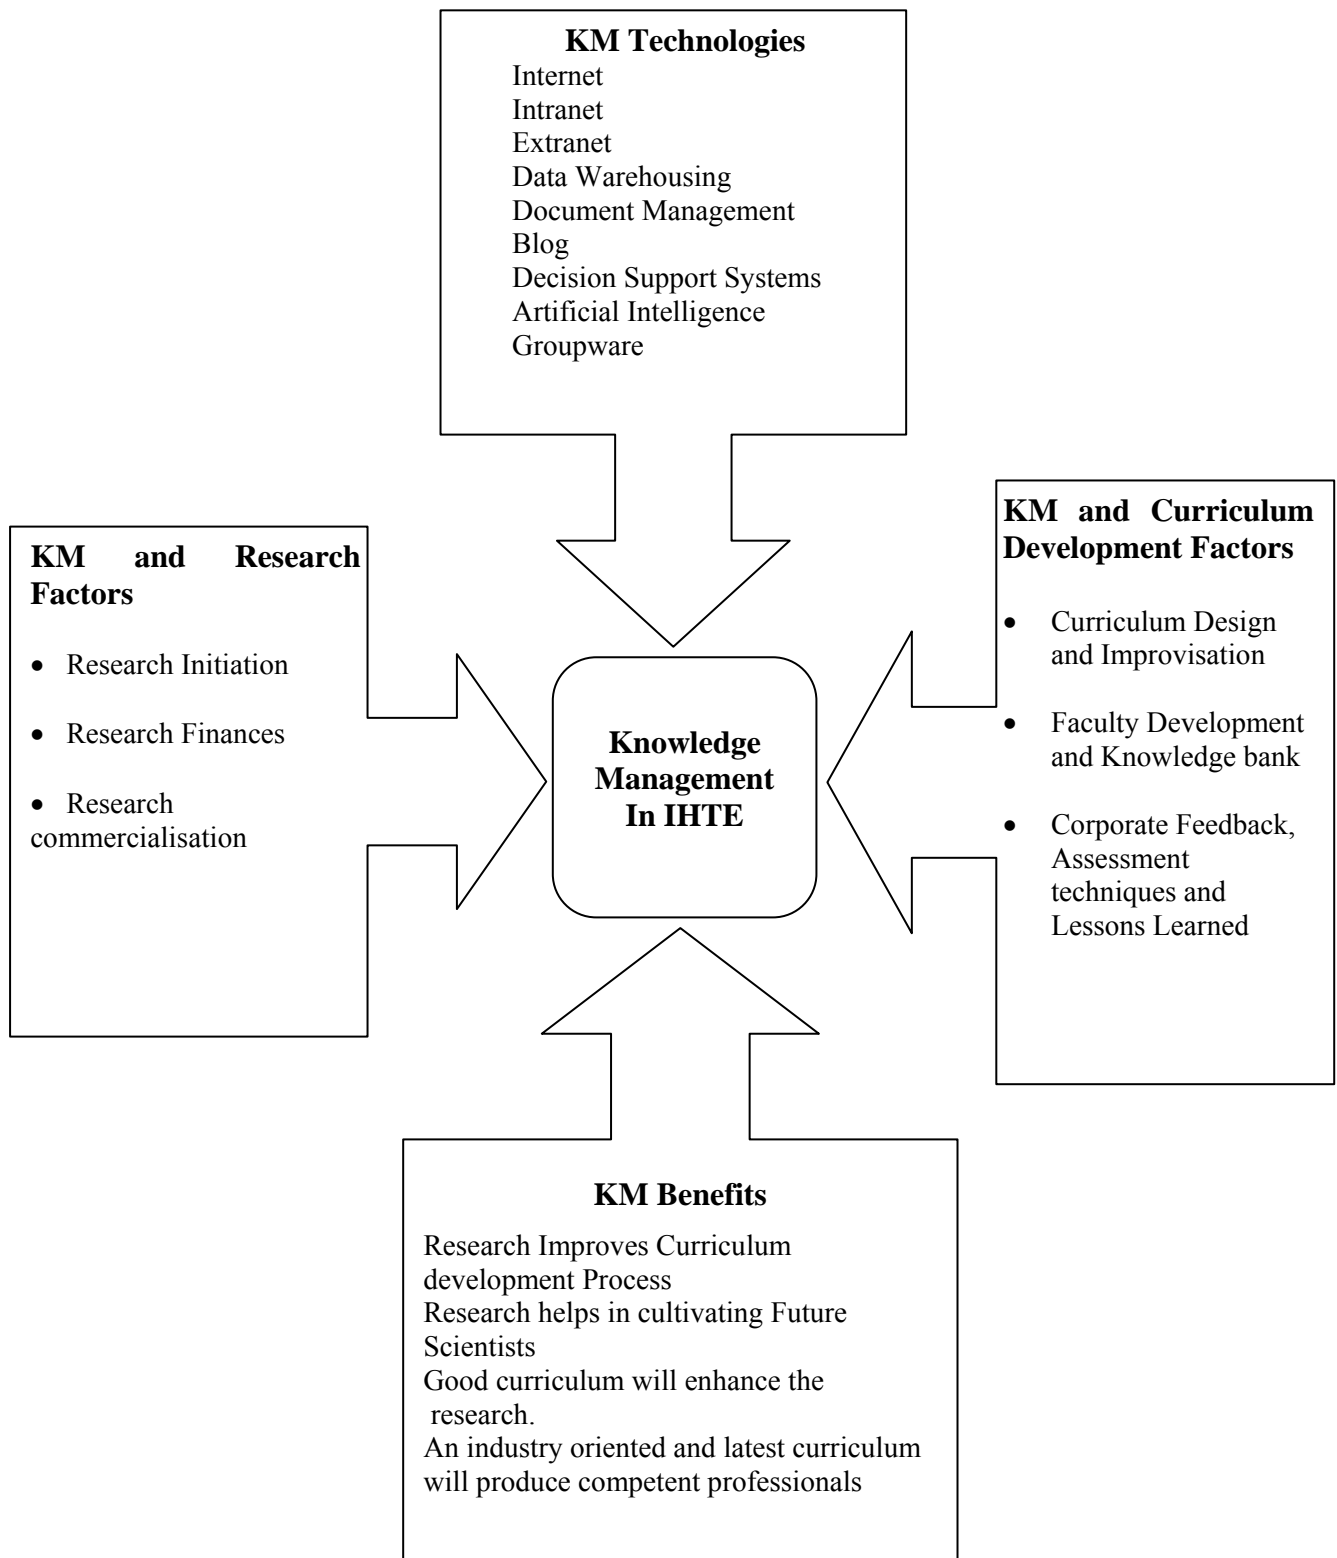 KM Technologies
Internet
Intranet
Extranet
Data Warehousing
Document Management
Blog
Decision Support Systems
Artificial Intelligence
Groupware
KM and Research
Factors
• Research Initiation
• Research Finances
• Research
commercialisation
Knowledge
Management
In IHTE
KM and Curriculum
Development Factors
• Curriculum Design
and Improvisation
• Faculty Development
and Knowledge bank
• Corporate Feedback,
Assessment
techniques and
Lessons Learned
KM Benefits
Research Improves Curriculum
development Process
Research helps in cultivating Future
Scientists
Good curriculum will enhance the
research.
An industry oriented and latest curriculum
will produce competent professionals